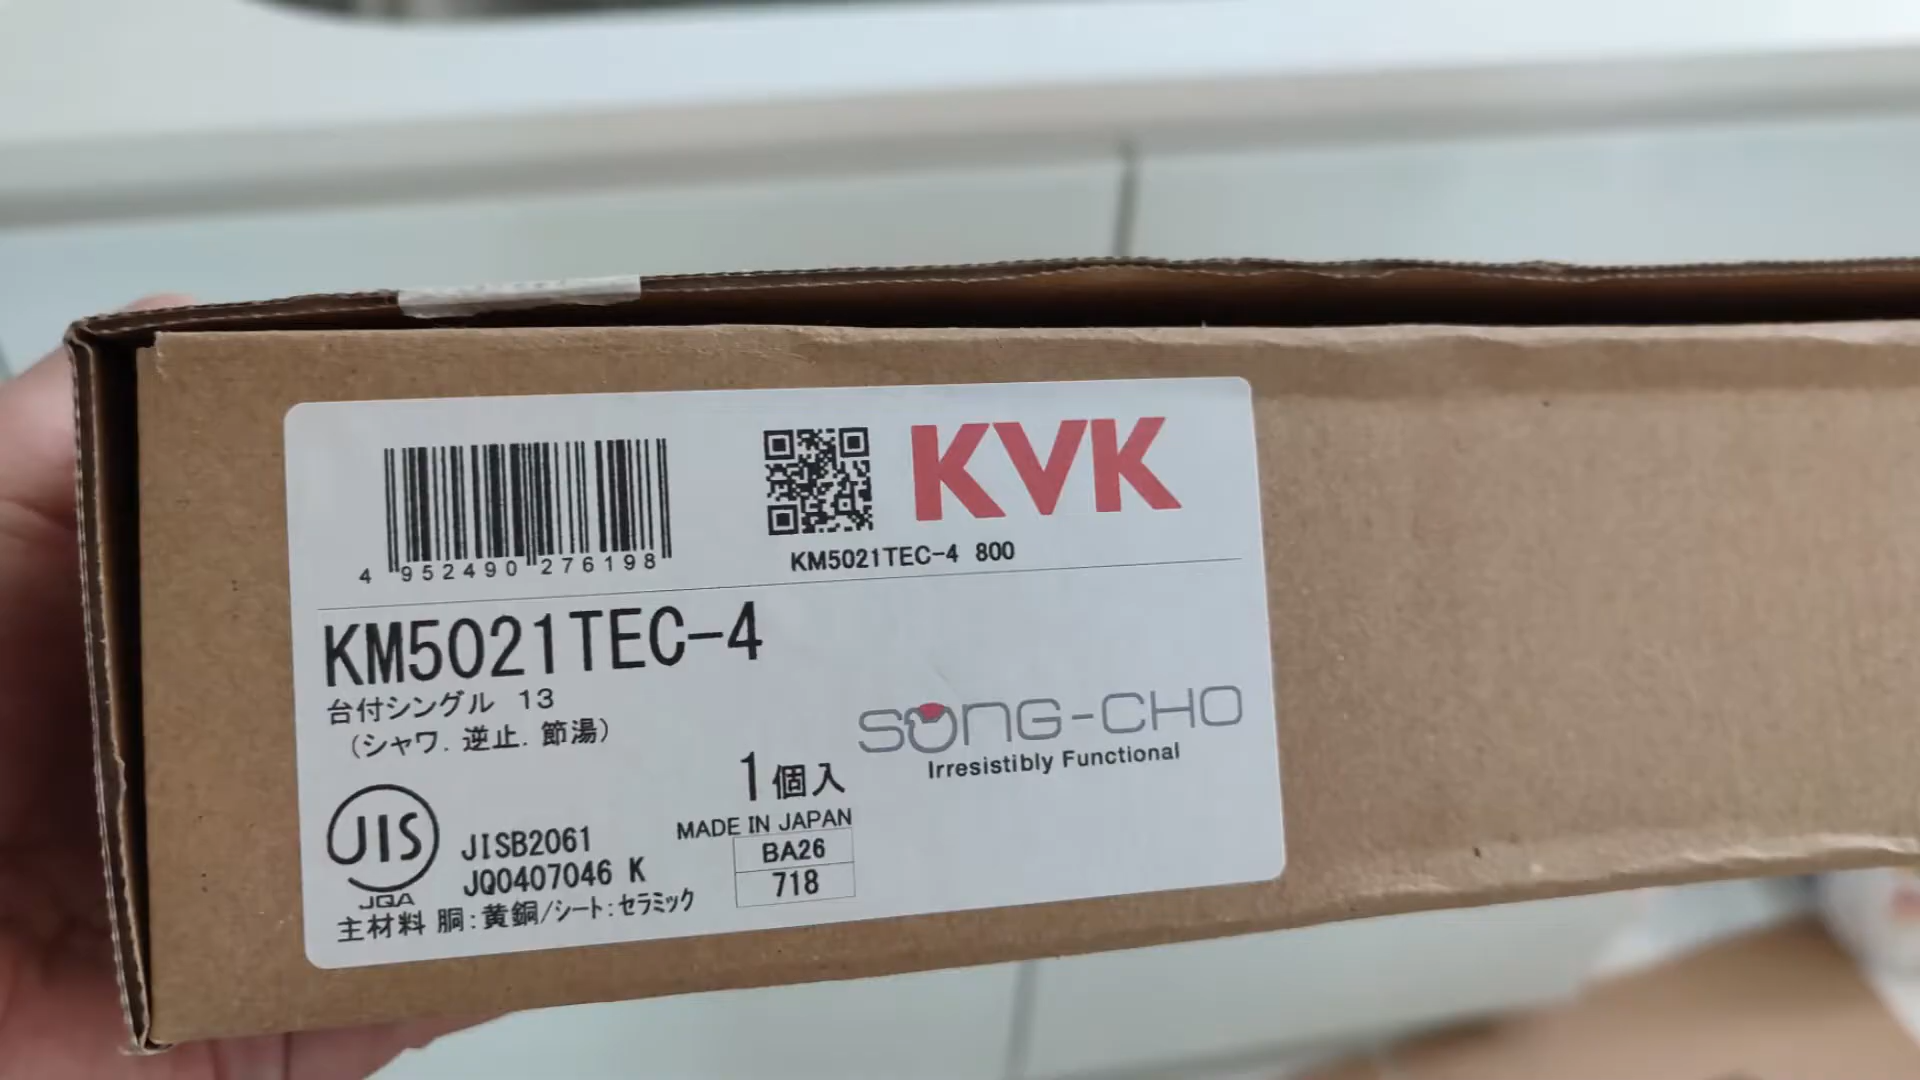 KVK
KM5021TEC-4 800
4 952490 276198
KM5021TEC-4
台付シングル 13
(シャワ. 逆止. 節湯)
SONG-CHO
Irresistibly Functional
1個入
MADE IN JAPAN
BA26
718
JIS
JQA
JISB2061
JQ0407046 K
主材料 胴:黄銅/シート:セラミック